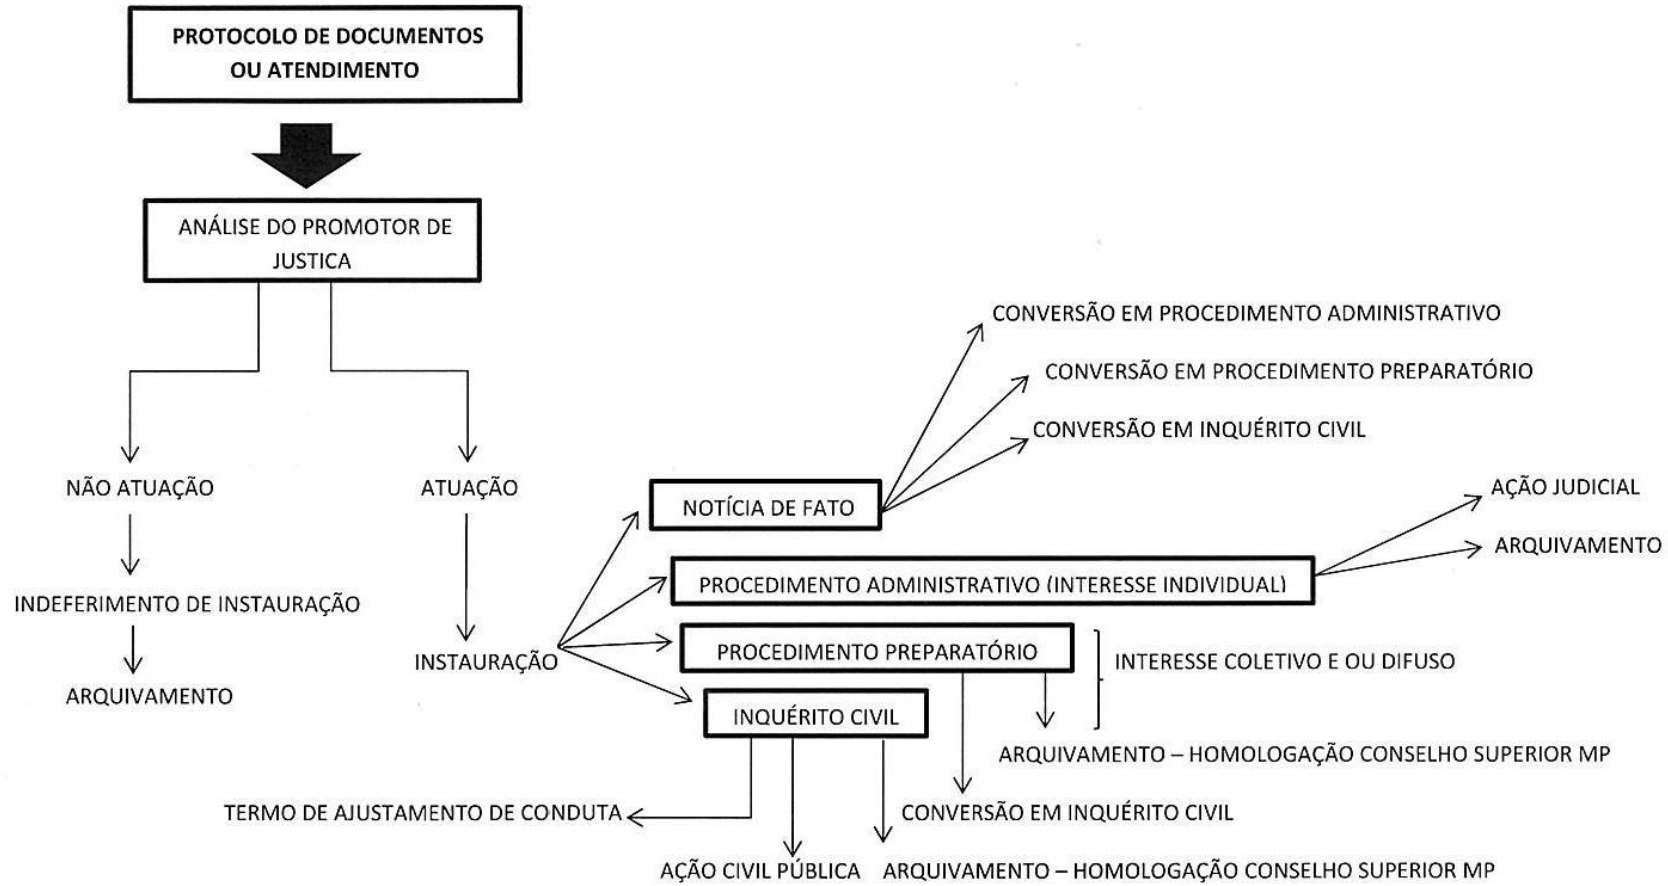 PROTOCOLO DE DOCUMENTOS
OU ATENDIMENTO
ANÁLISE DO PROMOTOR DE
JUSTICA
NÃO ATUAÇÃO
INDEFERIMENTO DE INSTAURAÇÃO
ARQUIVAMENTO
ATUAÇÃO
INSTAURAÇÃO
NOTÍCIA DE FATO
CONVERSÃO EM PROCEDIMENTO ADMINISTRATIVO
CONVERSÃO EM PROCEDIMENTO PREPARATÓRIO
CONVERSÃO EM INQUÉRITO CIVIL
PROCEDIMENTO ADMINISTRATIVO (INTERESSE INDIVIDUAL)
AÇÃO JUDICIAL
ARQUIVAMENTO
PROCEDIMENTO PREPARATÓRIO
INTERESSE COLETIVO E OU DIFUSO
INQUÉRITO CIVIL
ARQUIVAMENTO – HOMOLOGAÇÃO CONSELHO SUPERIOR MP
TERMO DE AJUSTAMENTO DE CONDUTA
CONVERSÃO EM INQUÉRITO CIVIL
AÇÃO CIVIL PÚBLICA
ARQUIVAMENTO – HOMOLOGAÇÃO CONSELHO SUPERIOR MP